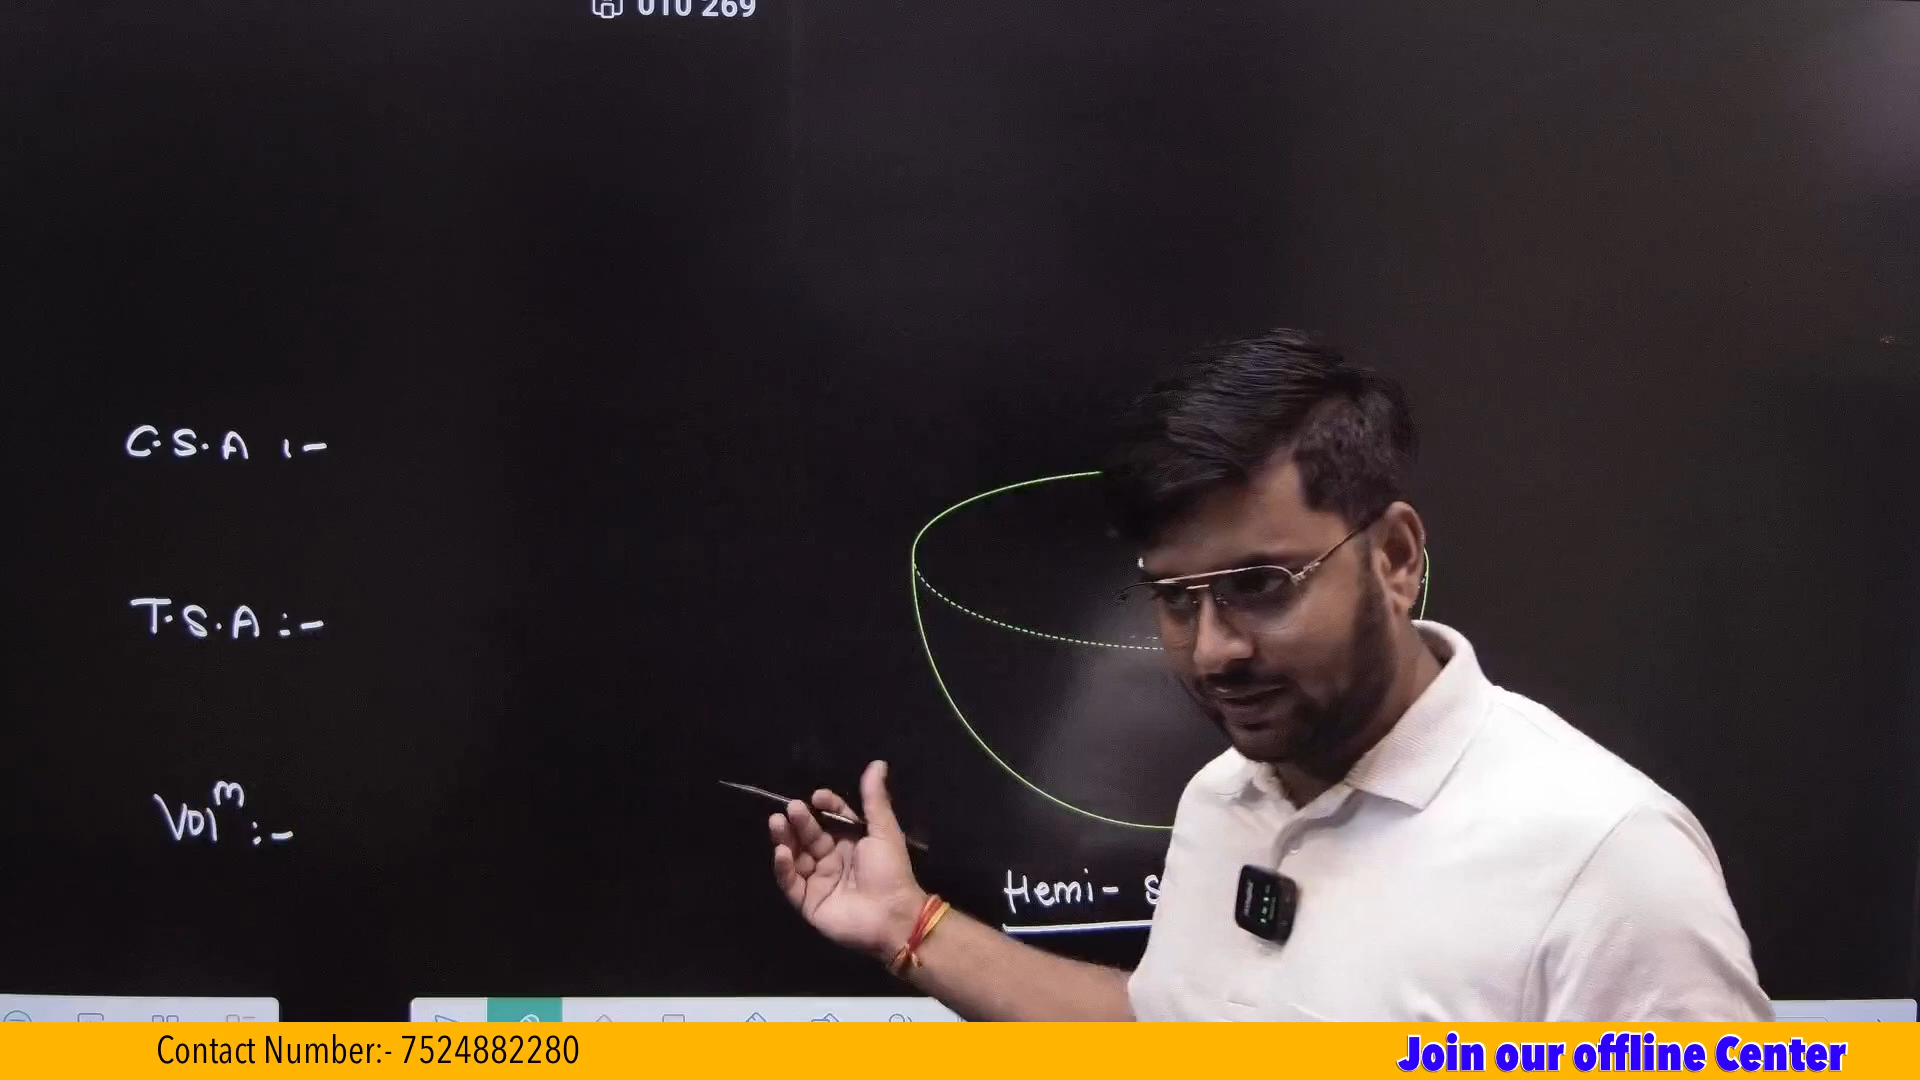 010 269
C.S.A :-
T.S.A :-
Vol^m :-
Hemi-
Contact Number:- 7524882280
Join our offline Center